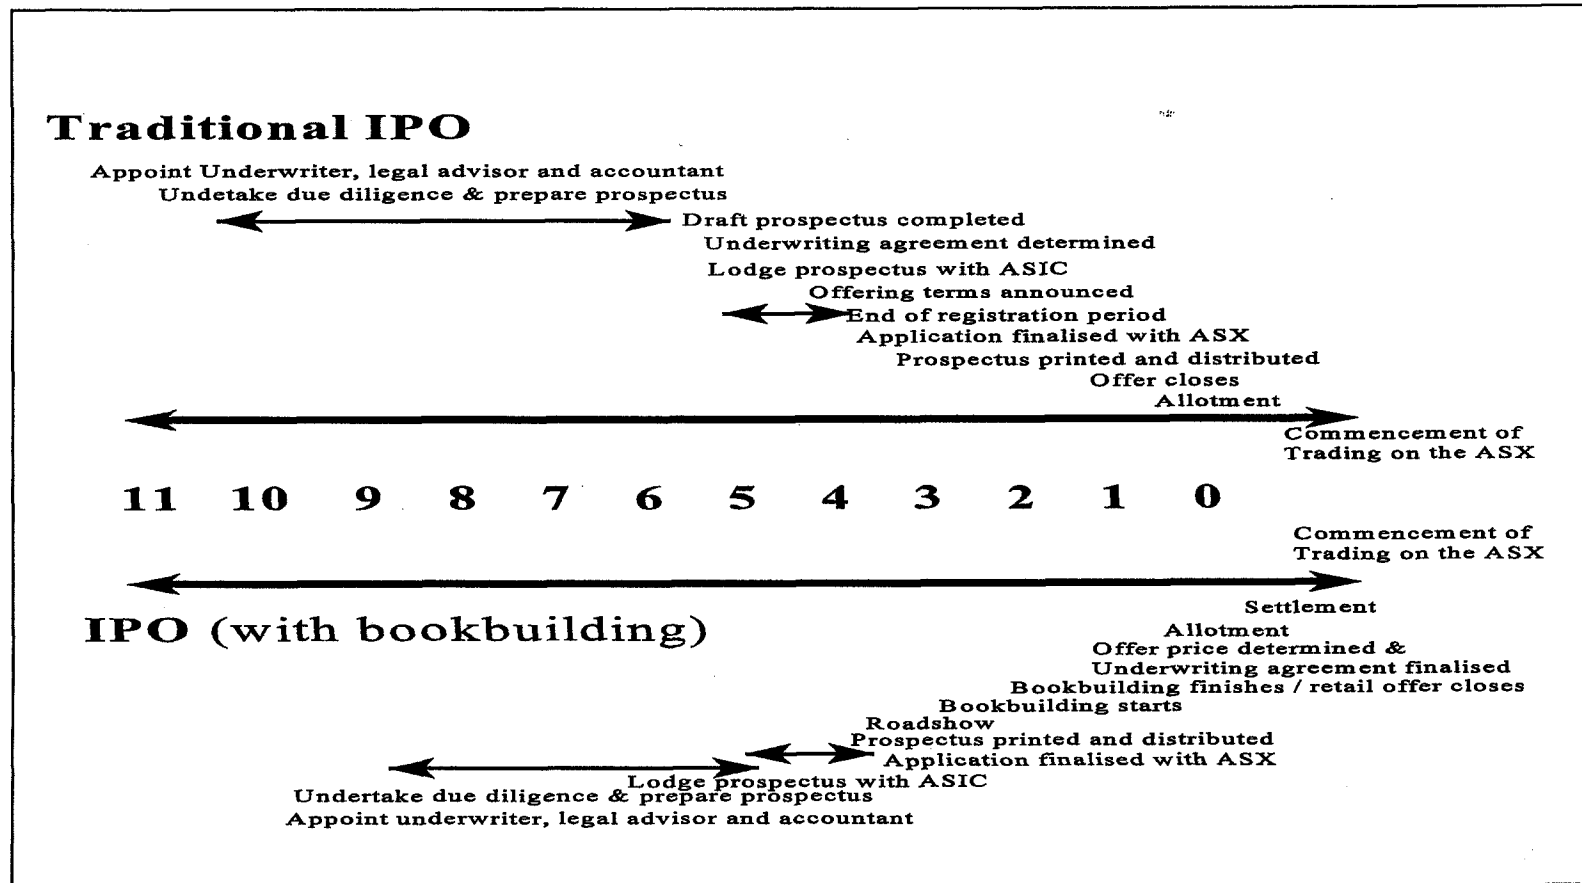 Traditional IPO
Appoint Underwriter, legal advisor and accountant
Undetake due diligence & prepare prospectus
Draft prospectus completed
Underwriting agreement determined
Lodge prospectus with ASIC
Offering terms announced
End of registration period
Application finalised with ASX
Prospectus printed and distributed
Offer closes
Allotment
Commencement of
Trading on the ASX
11 10 9 8 7 6 5 4 3 2 1 0
Commencement of
Trading on the ASX
Settlement
IPO (with bookbuilding)
Allotment
Offer price determined &
Underwriting agreement finalised
Bookbuilding finishes / retail offer closes
Bookbuilding starts
Roadshow
Prospectus printed and distributed
Application finalised with ASX
Lodge prospectus with ASIC
Undertake due diligence & prepare prospectus
Appoint underwriter, legal advisor and accountant